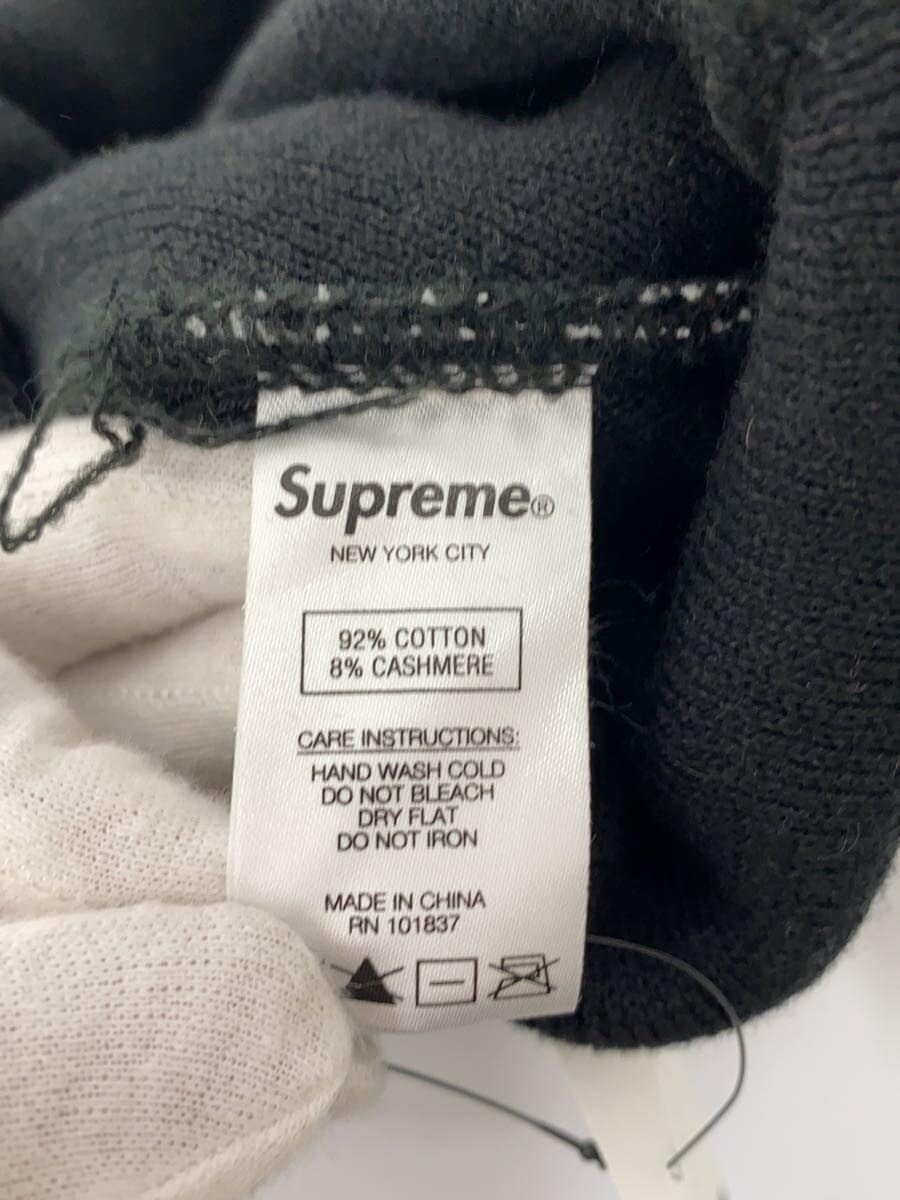 Supreme®
NEW YORK CITY
92% COTTON
8% CASHMERE
CARE INSTRUCTIONS:
HAND WASH COLD
DO NOT BLEACH
DRY FLAT
DO NOT IRON
MADE IN CHINA
RN 101837